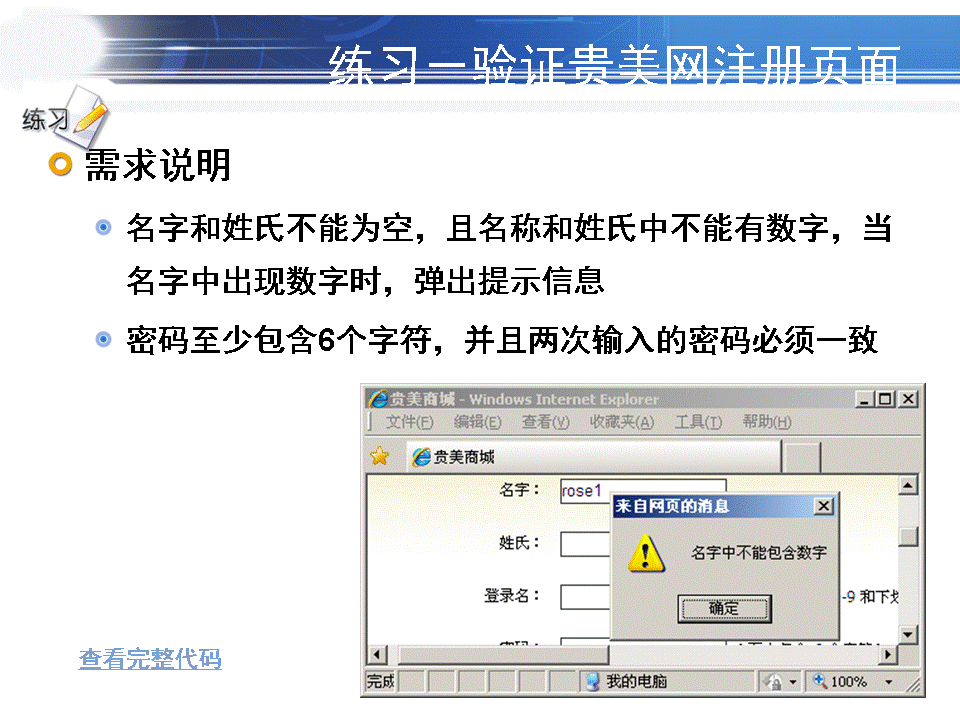 练习一验证贵美网注册页面
练习
需求说明
名字和姓氏不能为空，且名称和姓氏中不能有数字，当
名字中出现数字时，弹出提示信息
密码至少包含6个字符，并且两次输入的密码必须一致
贵美商城 - Windows Internet Explorer
文件(F) 编辑(E) 查看(V) 收藏夹(A) 工具(T) 帮助(H)
贵美商城
名字： rose1
来自网页的消息
姓氏：
名字中不能包含数字
登录名：
-9 和下划
确定
查看完整代码
完成 我的电脑 100%